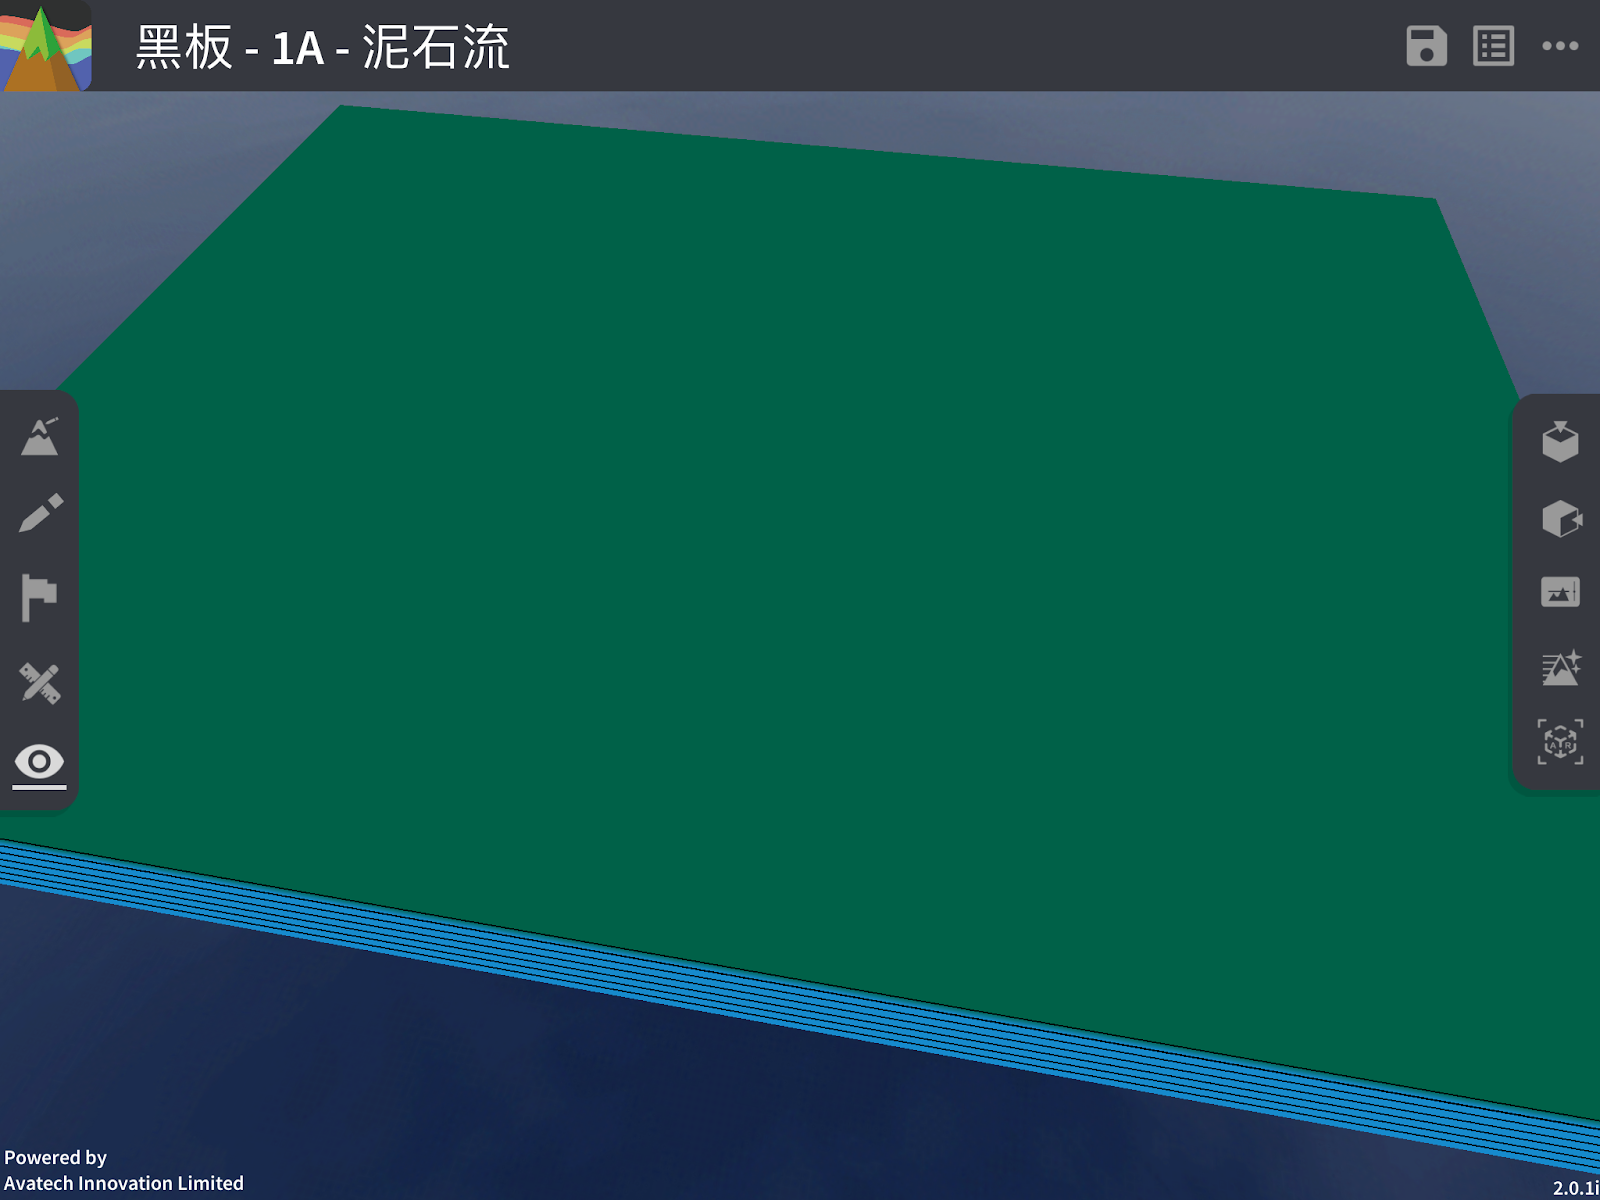 黑板 - 1A - 泥石流
Powered by
Avatech Innovation Limited
2.0.1i